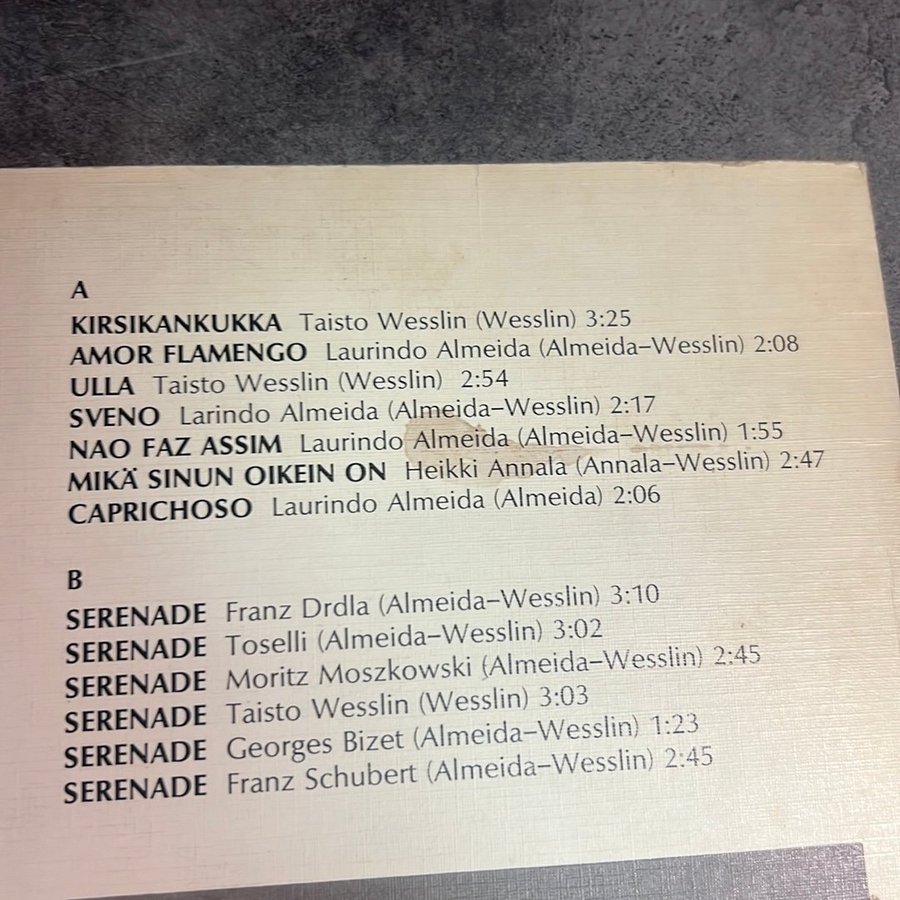 A
KIRSIKANKUKKA Taisto Wesslin (Wesslin) 3:25
AMOR FLAMENGO Laurindo Almeida (Almeida–Wesslin) 2:08
ULLA Taisto Wesslin (Wesslin) 2:54
SVENO Larindo Almeida (Almeida–Wesslin) 2:17
NAO FAZ ASSIM Laurindo Almeida (Almeida–Wesslin) 1:55
MIKÄ SINUN OIKEIN ON Heikki Annala (Annala–Wesslin) 2:47
CAPRICHOSO Laurindo Almeida (Almeida) 2:06
B
SERENADE Franz Drdla (Almeida–Wesslin) 3:10
SERENADE Toselli (Almeida–Wesslin) 3:02
SERENADE Moritz Moszkowski (Almeida–Wesslin) 2:45
SERENADE Taisto Wesslin (Wesslin) 3:03
SERENADE Georges Bizet (Almeida–Wesslin) 1:23
SERENADE Franz Schubert (Almeida–Wesslin) 2:45